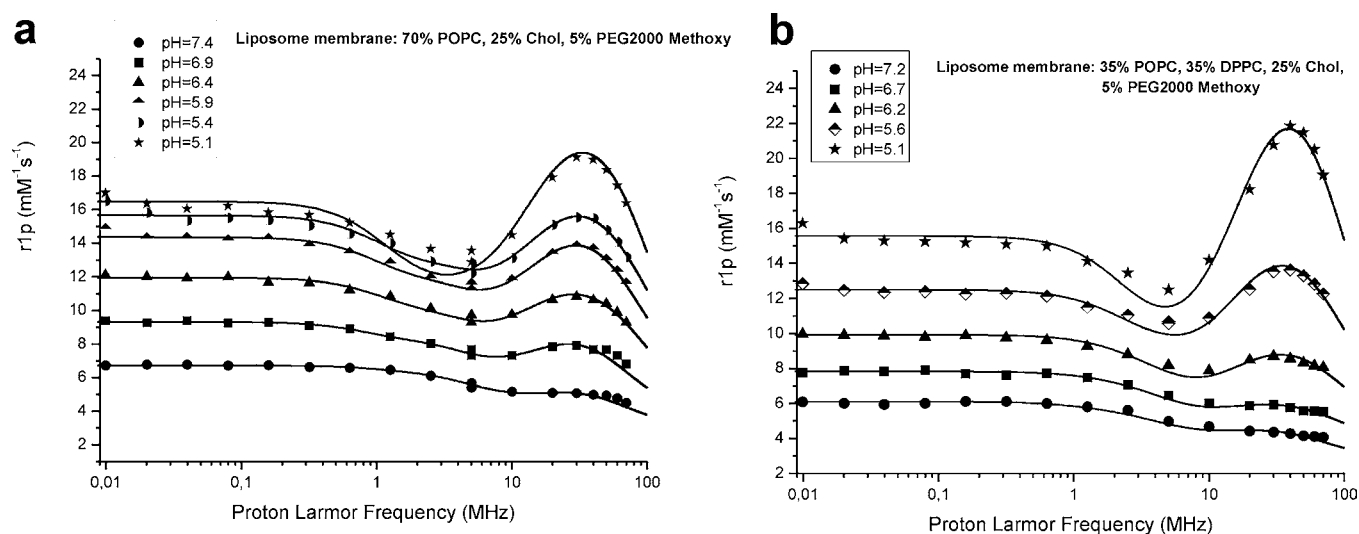 a
Liposome membrane: 70% POPC, 25% Chol, 5% PEG2000 Methoxy
pH=7.4
pH=6.9
pH=6.4
pH=5.9
pH=5.4
pH=5.1
24
22
20
18
16
14
12
10
8
6
4
2
r1p (mM⁻¹s⁻¹)
0,01
0,1
1
10
100
Proton Larmor Frequency (MHz)
b
Liposome membrane: 35% POPC, 35% DPPC, 25% Chol,
5% PEG2000 Methoxy
pH=7.2
pH=6.7
pH=6.2
pH=5.6
pH=5.1
24
22
20
18
16
14
12
10
8
6
4
2
r1p (mM⁻¹s⁻¹)
0,01
0,1
1
10
100
Proton Larmor Frequency (MHz)